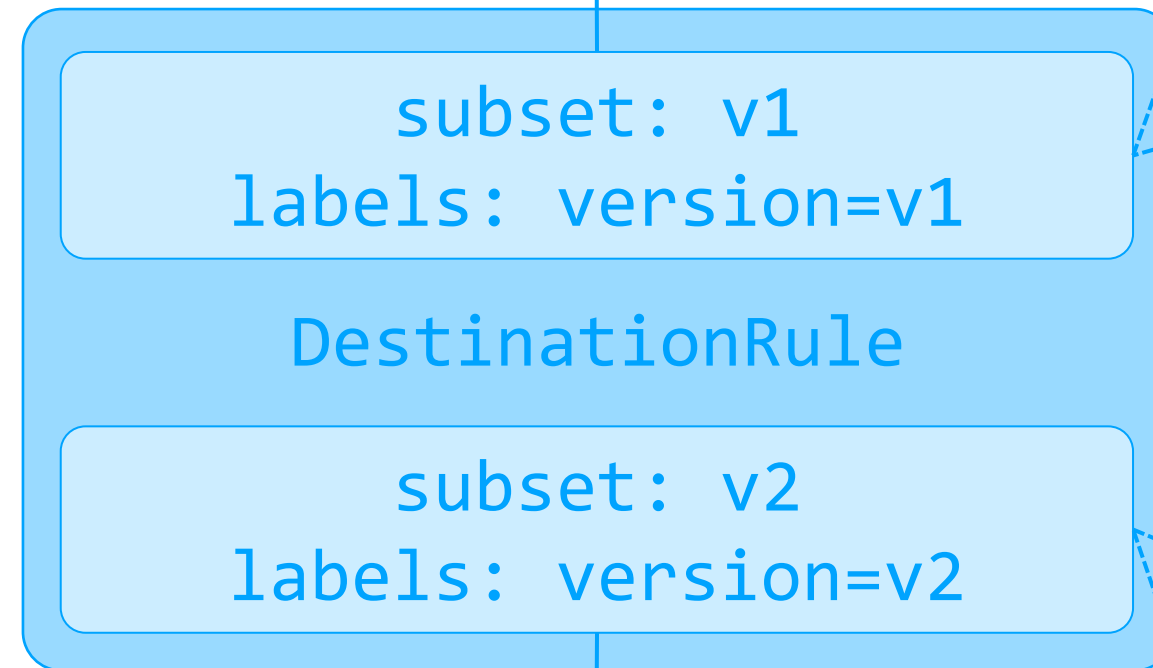 subset: v1
labels: version=v1
DestinationRule
subset: v2
labels: version=v2